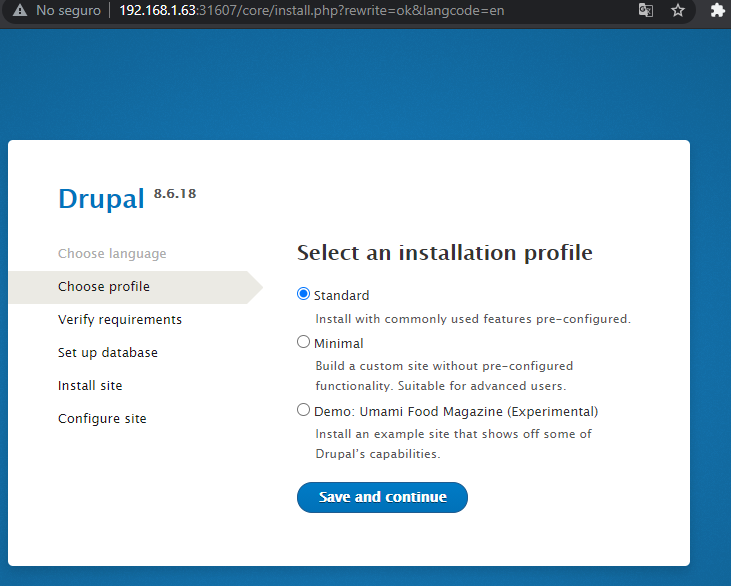 No seguro 192.168.1.63:31607/core/install.php?rewrite=ok&langcode=en
Drupal 8.6.18
Choose language
Choose profile
Verify requirements
Set up database
Install site
Configure site
Select an installation profile
Standard
Install with commonly used features pre-configured.
Minimal
Build a custom site without pre-configured
functionality. Suitable for advanced users.
Demo: Umami Food Magazine (Experimental)
Install an example site that shows off some of
Drupal's capabilities.
Save and continue